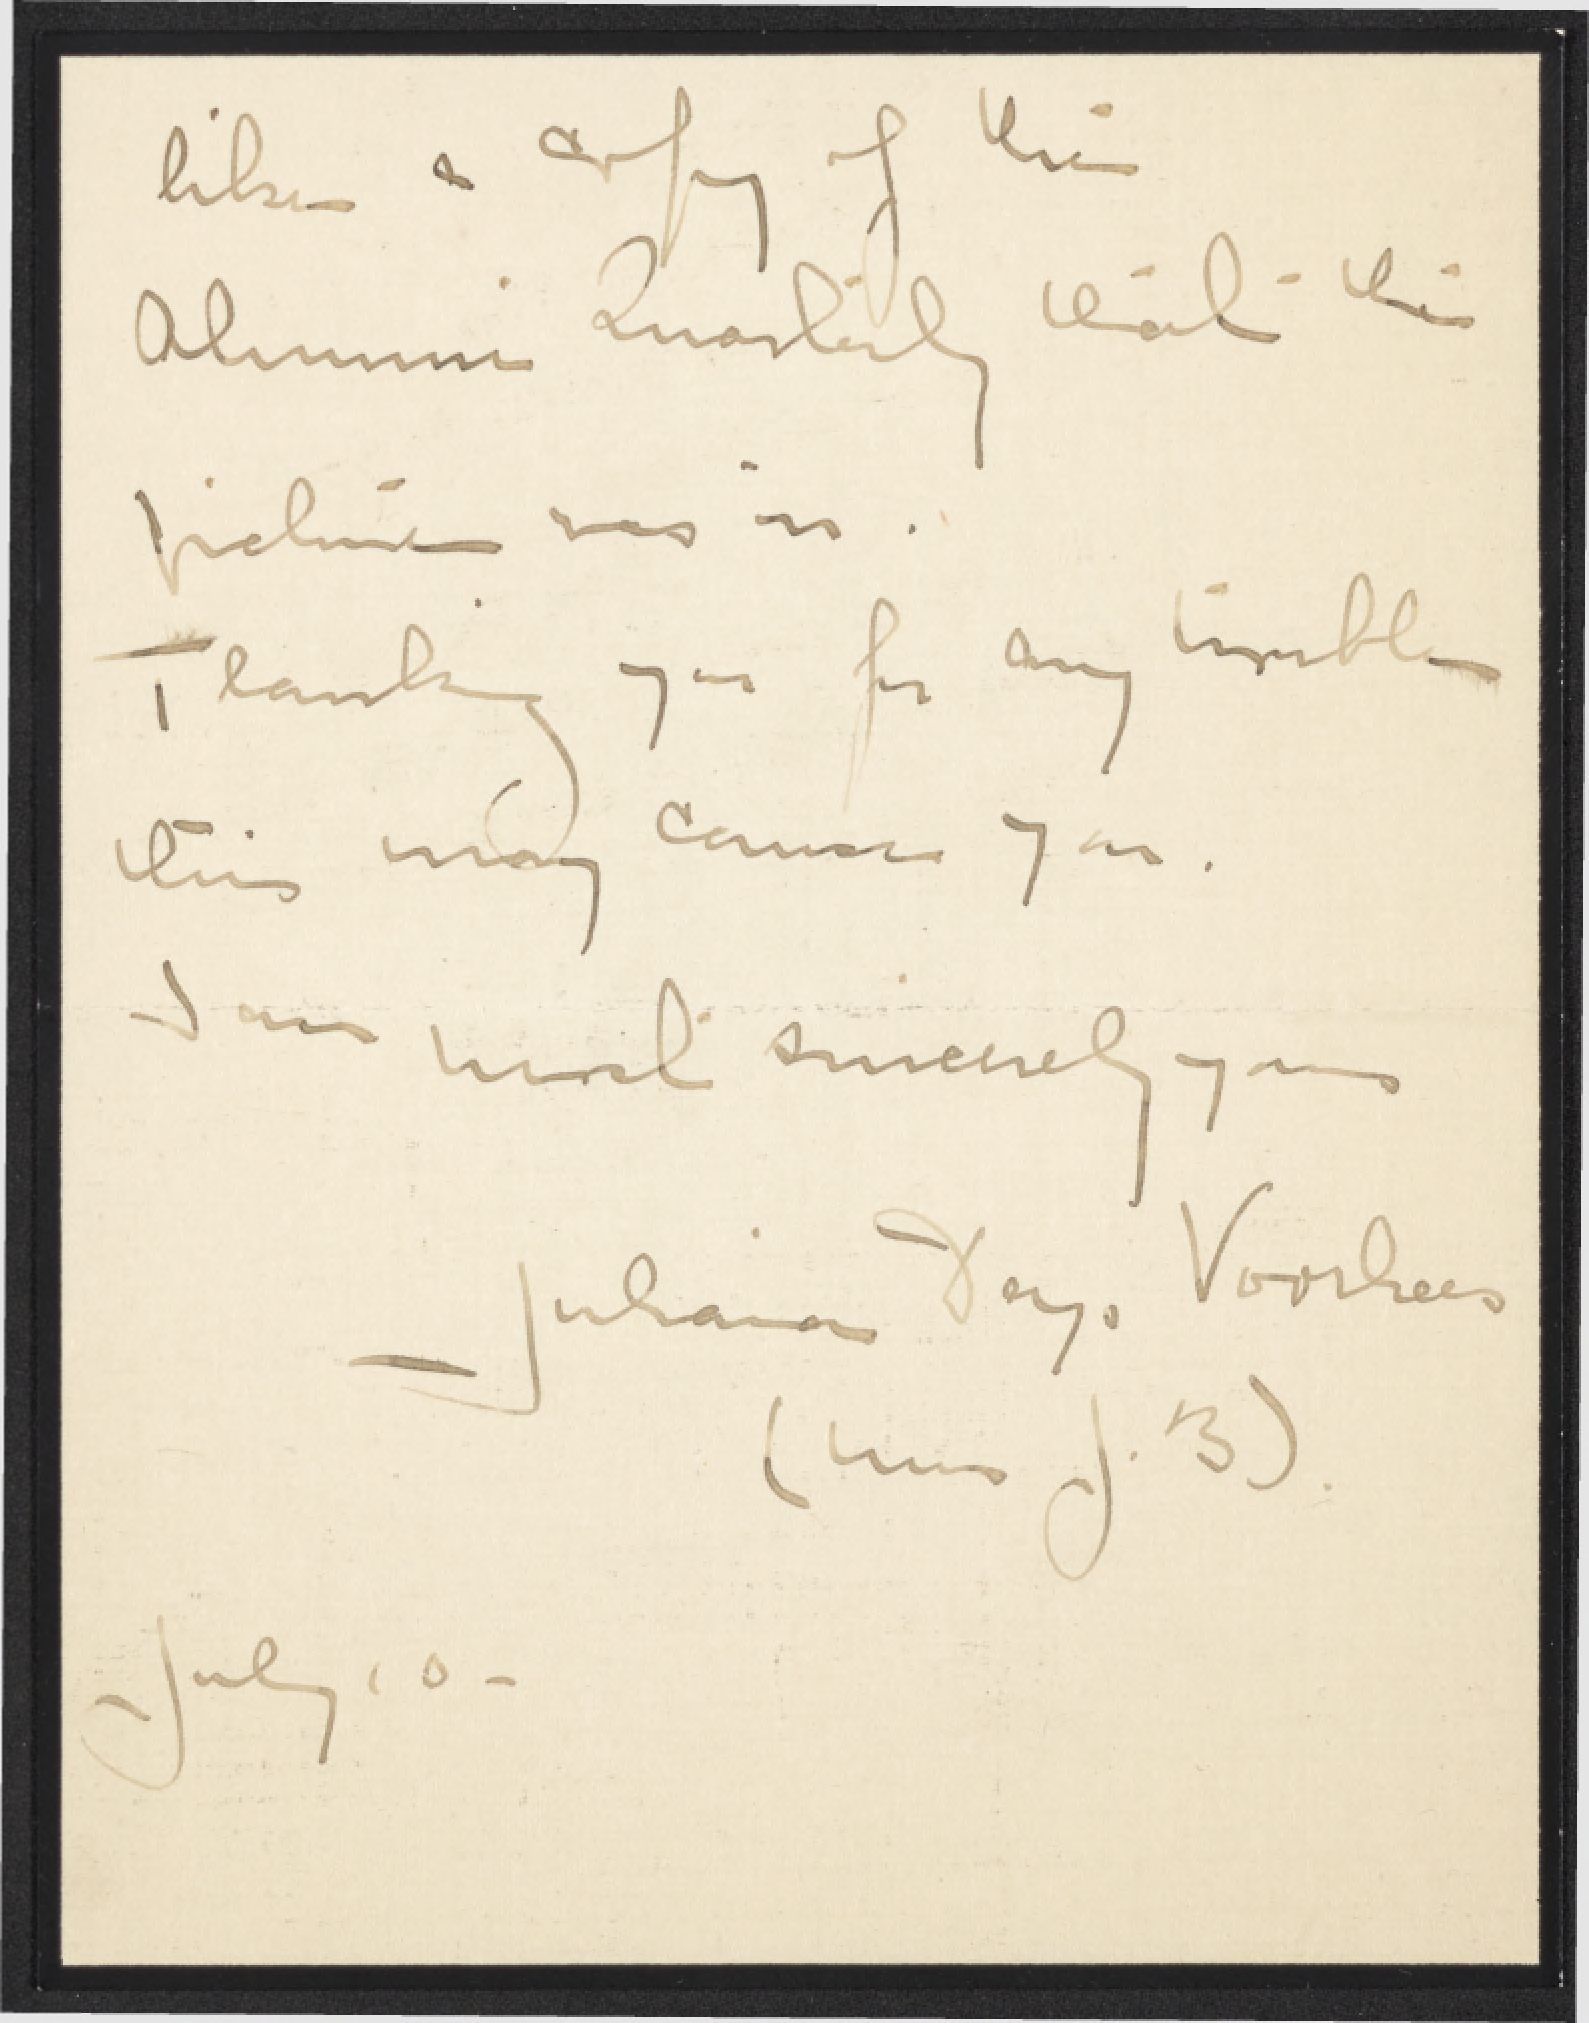 like a copy of the
Alumni Quarterly that the
picture was in.
Thanking you for any trouble
this may cause you.
I am most sincerely yours
Juliana Voorhees
(Mrs J. B).
July 10-